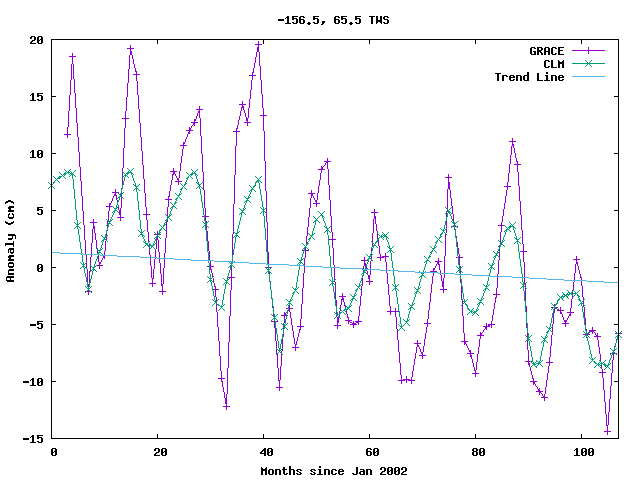 -156.5, 65.5 TWS
GRACE
CLM
Trend Line
20
15
10
5
0
-5
-10
-15
Anomaly (cm)
0 20 40 60 80 100
Months since Jan 2002